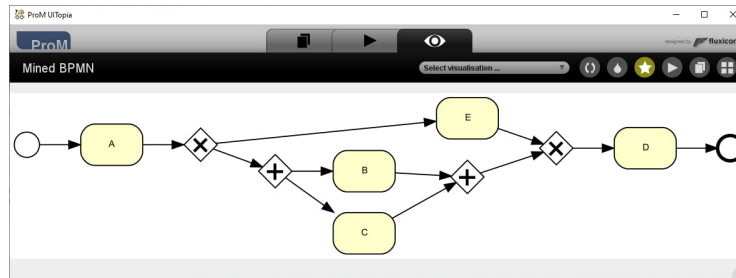 ProM UITopia
ProM
designed by fluxicon
Mined BPMN
Select visualisation ...
A
E
B
C
D